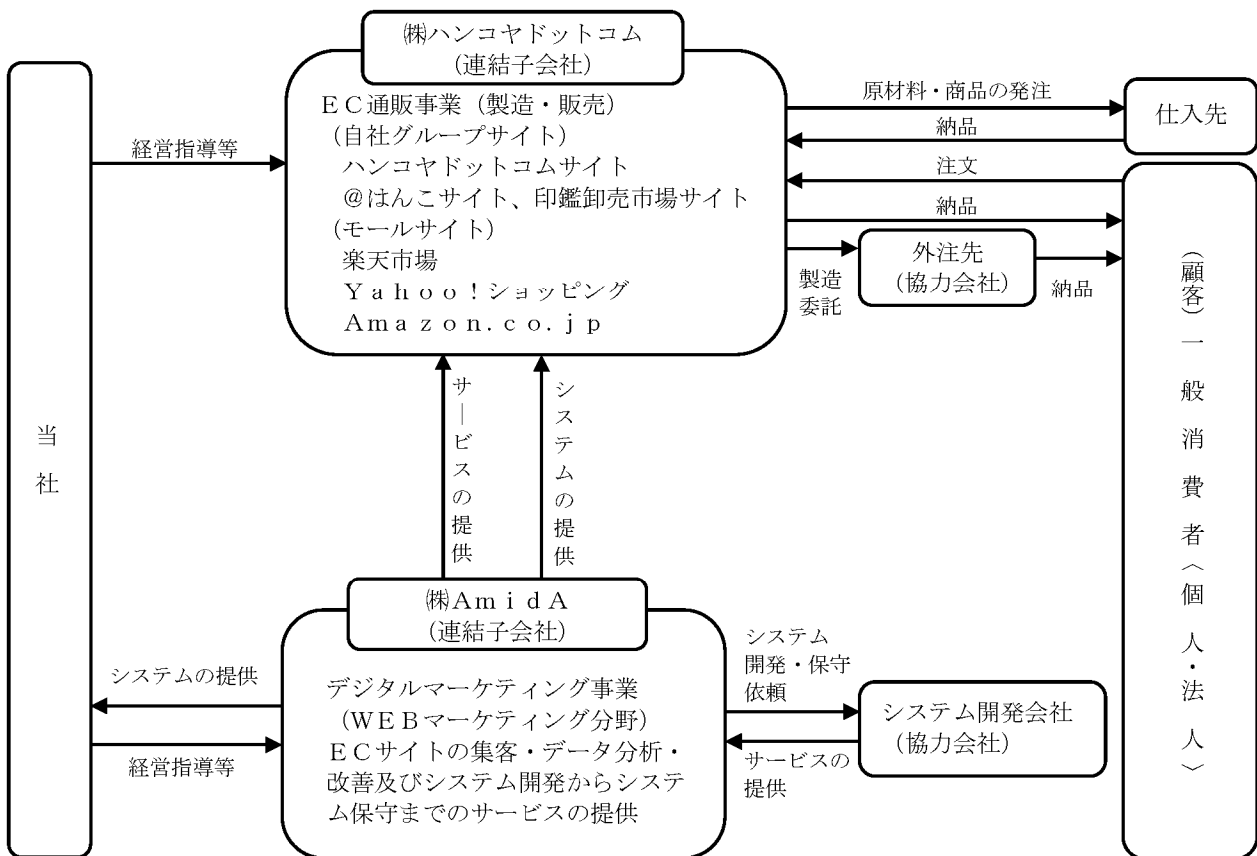 当社
経営指導等
㈱ハンコヤドットコム
(連結子会社)
EC通販事業(製造・販売)
(自社グループサイト)
ハンコヤドットコムサイト
@はんこサイト、印鑑卸売市場サイト
(モールサイト)
楽天市場
Yahoo!ショッピング
Amazon.co.jp
原材料・商品の発注
納品
仕入先
注文
納品
製造
委託
外注先
(協力会社)
納品
(顧客)一般消費者〈個人・法人〉
サービスの提供
システムの提供
㈱AmidA
(連結子会社)
デジタルマーケティング事業
(WEBマーケティング分野)
ECサイトの集客・データ分析・
改善及びシステム開発からシステ
ム保守までのサービスの提供
システムの提供
経営指導等
システム
開発・保守
依頼
サービスの
提供
システム開発会社
(協力会社)